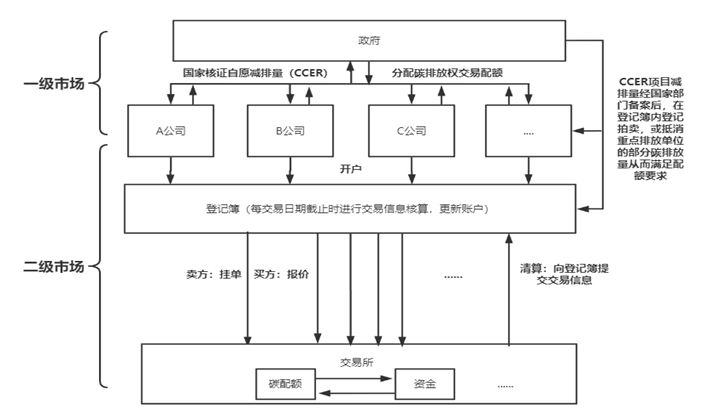 政府
国家核证自愿减排量（CCER）
分配碳排放权交易配额
一级市场
A公司
B公司
C公司
....
CCER项目减
排量经国家部
门备案后，在
登记簿内登记
拍卖，或抵消
重点排放单位
的部分碳排放
量从而满足配
额要求
开户
登记簿（每交易日期截止时进行交易信息核算，更新账户）
二级市场
卖方：挂单
买方：报价
......
清算：向登记簿提
交交易信息
交易所
碳配额
资金
......